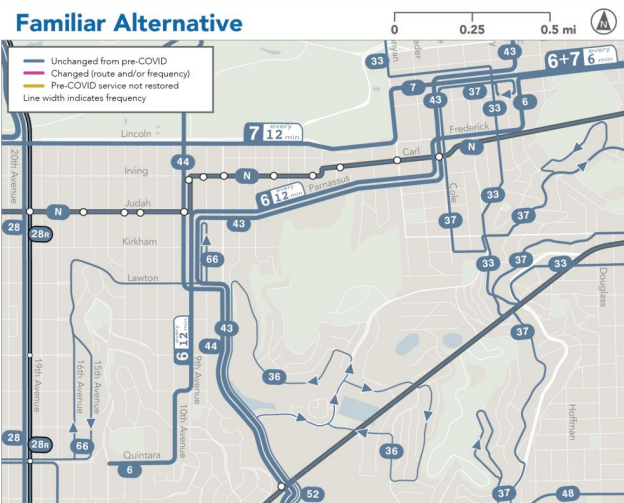 Familiar Alternative
0 0.25 0.5 mi
N
Unchanged from pre-COVID
Changed (route and/or frequency)
Pre-COVID service not restored
Line width indicates frequency
33
43
6+7 every 6 min
7
43
37
33
6
Lincoln
7 every 12 min
Frederick
Carl
N
20th Avenue
44
Irving
N
6 every 12 min
Parnassus
Cole
33
Judah
N
43
37
37
28
28R
Kirkham
66
33
37
33
Lawton
Douglass
6 12 min
43
44
37
19th Avenue
16th Avenue
15th Avenue
9th Avenue
10th Avenue
36
Hoffman
28
28R
66
Quintara
6
36
52
37
48